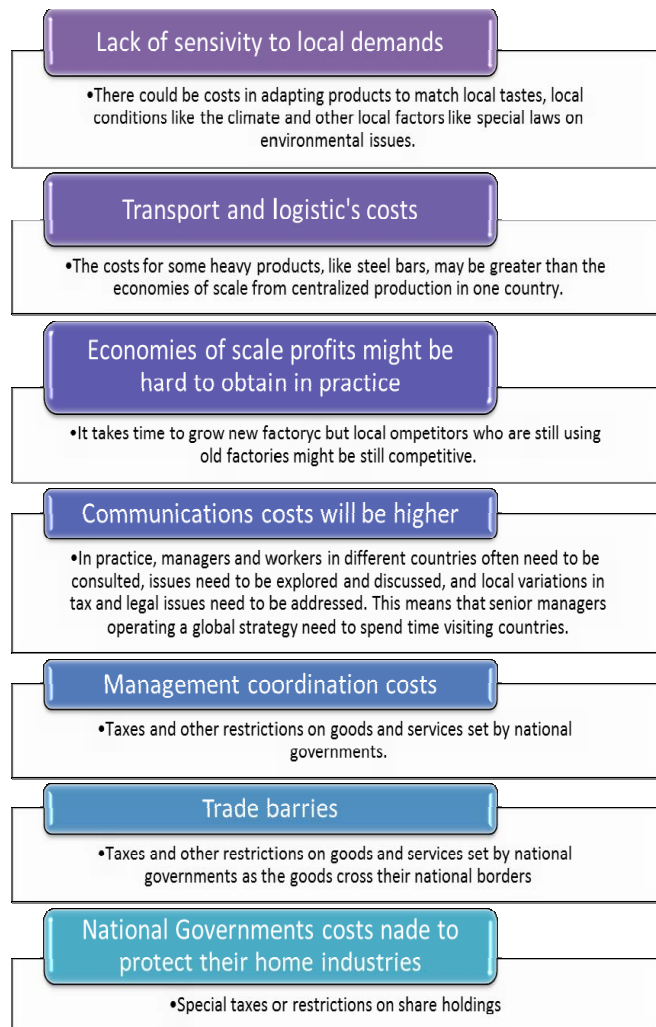 Lack of sensivity to local demands
•There could be costs in adapting products to match local tastes, local
conditions like the climate and other local factors like special laws on
environmental issues.
Transport and logistic's costs
•The costs for some heavy products, like steel bars, may be greater than the
economies of scale from centralized production in one country.
Economies of scale profits might be
hard to obtain in practice
•It takes time to grow new factoryc but local ompetitors who are still using
old factories might be still competitive.
Communications costs will be higher
•In practice, managers and workers in different countries often need to be
consulted, issues need to be explored and discussed, and local variations in
tax and legal issues need to be addressed. This means that senior managers
operating a global strategy need to spend time visiting countries.
Management coordination costs
•Taxes and other restrictions on goods and services set by national
governments.
Trade barries
•Taxes and other restrictions on goods and services set by national
governments as the goods cross their national borders
National Governments costs nade to
protect their home industries
•Special taxes or restrictions on share holdings